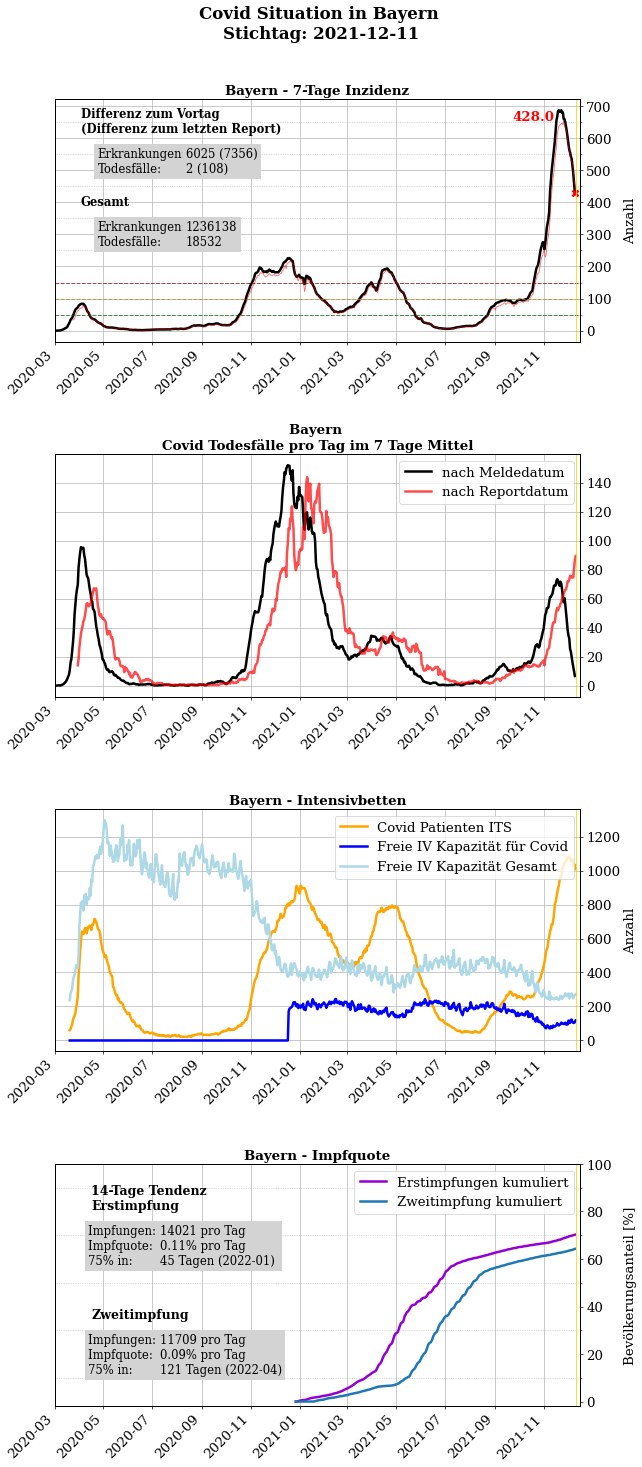 Covid Situation in Bayern
Stichtag: 2021-12-11
Bayern - 7-Tage Inzidenz
Differenz zum Vortag
(Differenz zum letzten Report)
Erkrankungen 6025 (7356)
Todesfälle: 2 (108)
Gesamt
Erkrankungen 1236138
Todesfälle: 18532
428.0
700
600
500
400
300
200
100
0
Anzahl
2020-03
2020-05
2020-07
2020-09
2020-11
2021-01
2021-03
2021-05
2021-07
2021-09
2021-11
Bayern
Covid Todesfälle pro Tag im 7 Tage Mittel
nach Meldedatum
nach Reportdatum
140
120
100
80
60
40
20
0
2020-03
2020-05
2020-07
2020-09
2020-11
2021-01
2021-03
2021-05
2021-07
2021-09
2021-11
Bayern - Intensivbetten
Covid Patienten ITS
Freie IV Kapazität für Covid
Freie IV Kapazität Gesamt
1200
1000
800
600
400
200
0
Anzahl
2020-03
2020-05
2020-07
2020-09
2020-11
2021-01
2021-03
2021-05
2021-07
2021-09
2021-11
Bayern - Impfquote
14-Tage Tendenz
Erstimpfung
Impfungen: 14021 pro Tag
Impfquote: 0.11% pro Tag
75% in: 45 Tagen (2022-01)
Zweitimpfung
Impfungen: 11709 pro Tag
Impfquote: 0.09% pro Tag
75% in: 121 Tagen (2022-04)
Erstimpfungen kumuliert
Zweitimpfung kumuliert
100
80
60
40
20
0
Bevölkerungsanteil [%]
2020-03
2020-05
2020-07
2020-09
2020-11
2021-01
2021-03
2021-05
2021-07
2021-09
2021-11